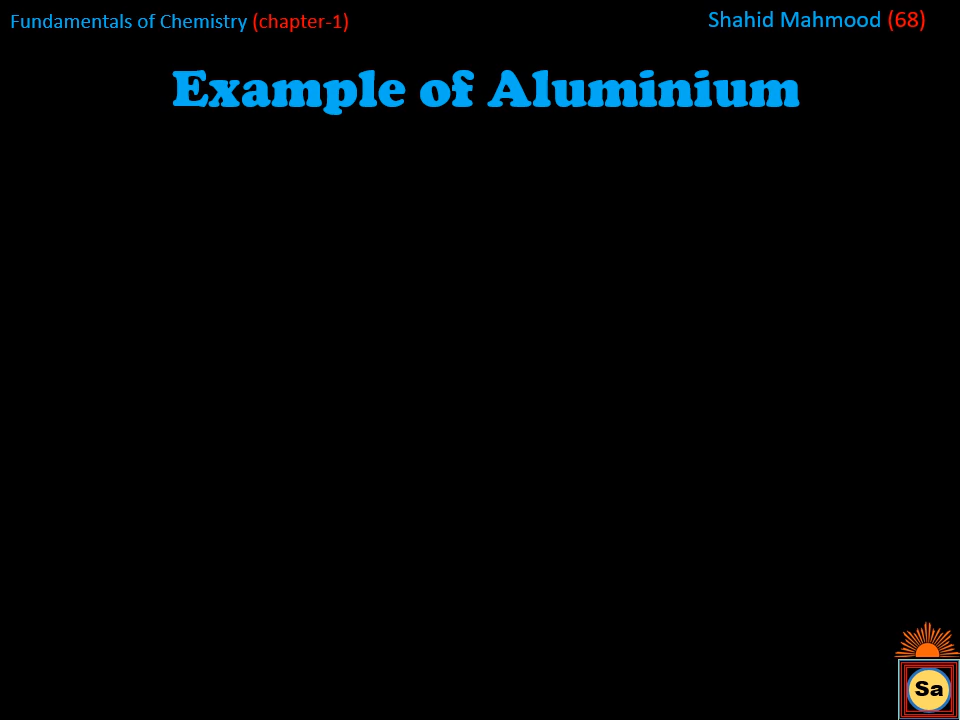 Fundamentals of Chemistry (chapter-1)
Shahid Mahmood (68)
Example of Aluminium
Sa